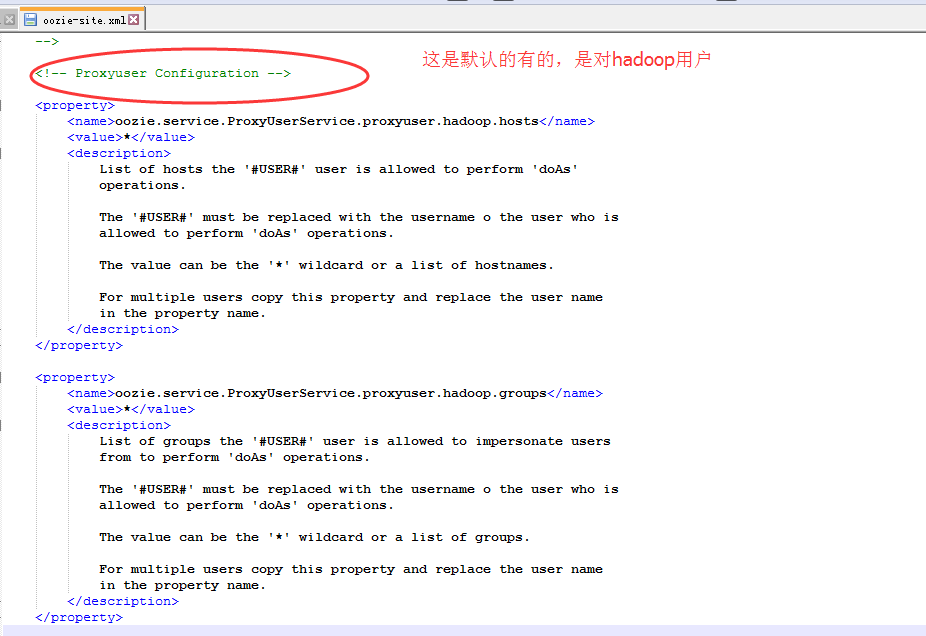 oozie-site.xml
-->
<!-- Proxyuser Configuration -->
这是默认的有的，是对hadoop用户
<property>
<name>oozie.service.ProxyUserService.proxyuser.hadoop.hosts</name>
<value>*</value>
<description>
List of hosts the '#USER#' user is allowed to perform 'doAs'
operations.
The '#USER#' must be replaced with the username o the user who is
allowed to perform 'doAs' operations.
The value can be the '*' wildcard or a list of hostnames.
For multiple users copy this property and replace the user name
in the property name.
</description>
</property>
<property>
<name>oozie.service.ProxyUserService.proxyuser.hadoop.groups</name>
<value>*</value>
<description>
List of groups the '#USER#' user is allowed to impersonate users
from to perform 'doAs' operations.
The '#USER#' must be replaced with the username o the user who is
allowed to perform 'doAs' operations.
The value can be the '*' wildcard or a list of groups.
For multiple users copy this property and replace the user name
in the property name.
</description>
</property>